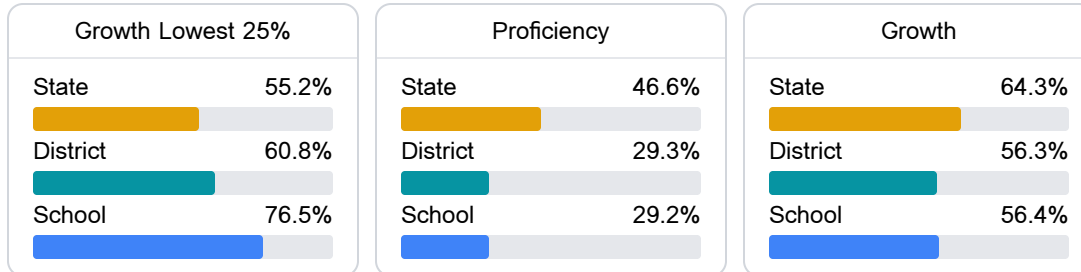 Growth Lowest 25%
State 55.2%
District 60.8%
School 76.5%
Proficiency
State 46.6%
District 29.3%
School 29.2%
Growth
State 64.3%
District 56.3%
School 56.4%